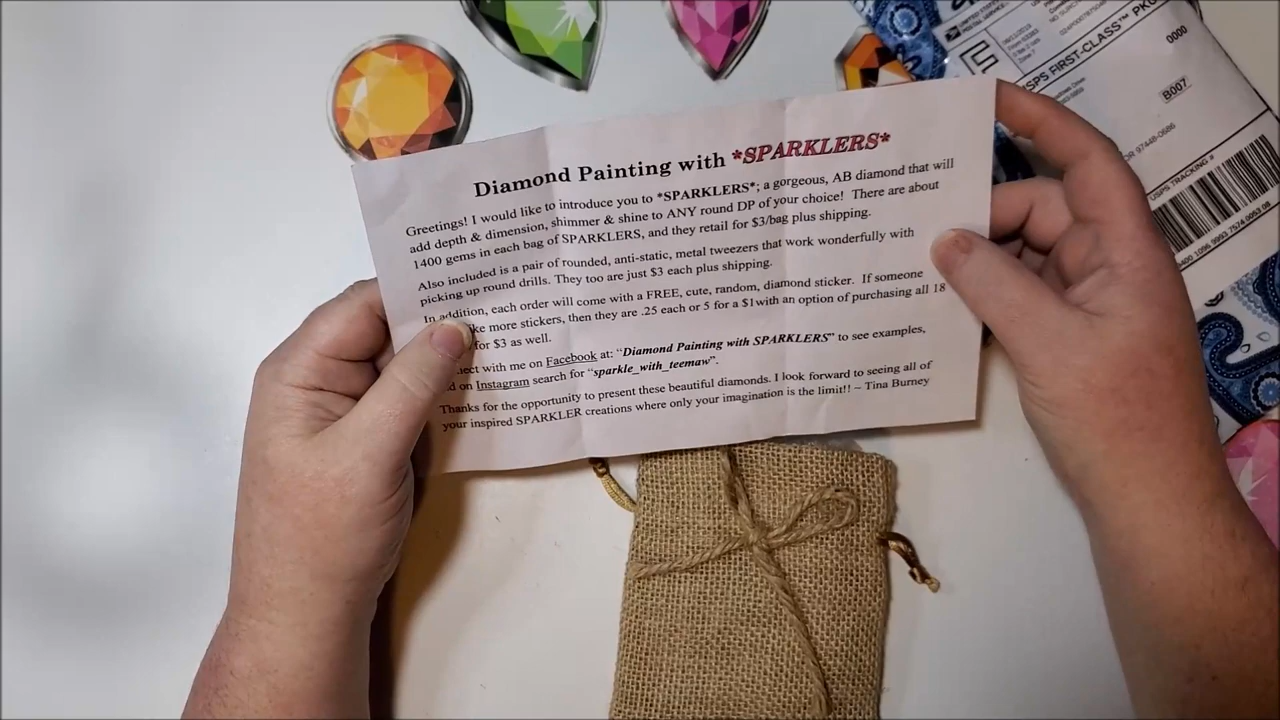 Diamond Painting with *SPARKLERS*
Greetings! I would like to introduce you to *SPARKLERS*; a gorgeous, AB diamond that will
add depth & dimension, shimmer & shine to ANY round DP of your choice! There are about
1400 gems in each bag of SPARKLERS, and they retail for $3/bag plus shipping.
Also included is a pair of rounded, anti-static, metal tweezers that work wonderfully with
picking up round drills. They too are just $3 each plus shipping.
In addition, each order will come with a FREE, cute, random, diamond sticker. If someone
more stickers, then they are .25 each or 5 for a $1with an option of purchasing all 18
for $3 as well.
with me on Facebook at: "Diamond Painting with SPARKLERS" to see examples,
on Instagram search for "sparkle_with_teemaw".
Thanks for the opportunity to present these beautiful diamonds. I look forward to seeing all of
your inspired SPARKLER creations where only your imagination is the limit!! ~ Tina Burney
FIRST-CLASS™
0000
B007
OR 97448-0686
USPS TRACKING #